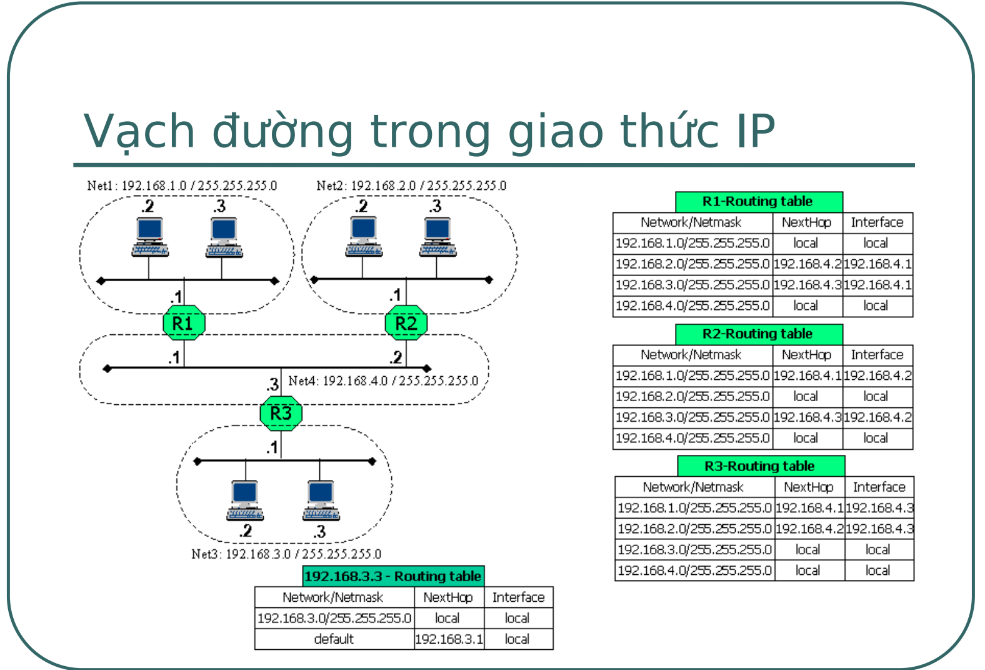 Vạch đường trong giao thức IP
Net1: 192.168.1.0 / 255.255.255.0
.2
.3
.1
R1
.1
Net2: 192.168.2.0 / 255.255.255.0
.2
.3
.1
R2
.2
.3
Net4: 192.168.4.0 / 255.255.255.0
R3
.1
.2
.3
Net3: 192.168.3.0 / 255.255.255.0
192.168.3.3 - Routing table
Network/Netmask NextHop Interface
192.168.3.0/255.255.255.0 local local
default 192.168.3.1 local
R1-Routing table
Network/Netmask NextHop Interface
192.168.1.0/255.255.255.0 local local
192.168.2.0/255.255.255.0 192.168.4.2 192.168.4.1
192.168.3.0/255.255.255.0 192.168.4.3 192.168.4.1
192.168.4.0/255.255.255.0 local local
R2-Routing table
Network/Netmask NextHop Interface
192.168.1.0/255.255.255.0 192.168.4.1 192.168.4.2
192.168.2.0/255.255.255.0 local local
192.168.3.0/255.255.255.0 192.168.4.3 192.168.4.2
192.168.4.0/255.255.255.0 local local
R3-Routing table
Network/Netmask NextHop Interface
192.168.1.0/255.255.255.0 192.168.4.1 192.168.4.3
192.168.2.0/255.255.255.0 192.168.4.2 192.168.4.3
192.168.3.0/255.255.255.0 local local
192.168.4.0/255.255.255.0 local local